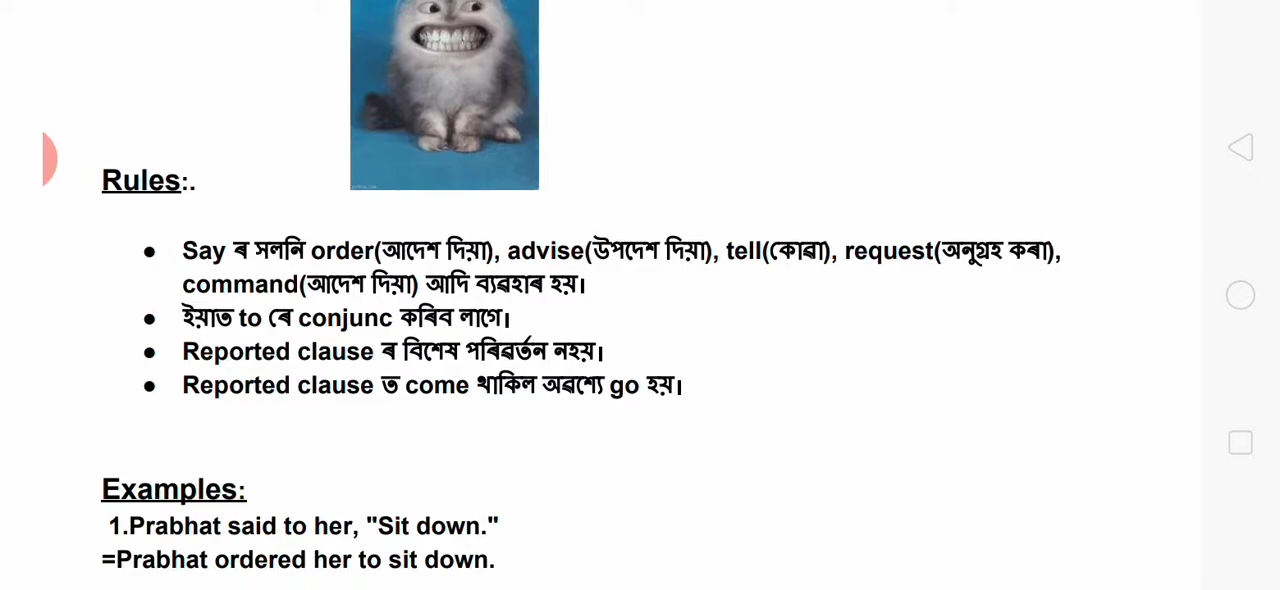 Rules:.
● Say ৰ সলনি order(আদেশ দিয়া), advise(উপদেশ দিয়া), tell(কোৱা), request(অনুগ্ৰহ কৰা),
command(আদেশ দিয়া) আদি ব্যৱহাৰ হয়।
● ইয়াত to ৰে conjunc কৰিব লাগে।
● Reported clause ৰ বিশেষ পৰিৱৰ্তন নহয়।
● Reported clause ত come থাকিল অৱশ্যে go হয়।
Examples:
1.Prabhat said to her, "Sit down."
=Prabhat ordered her to sit down.